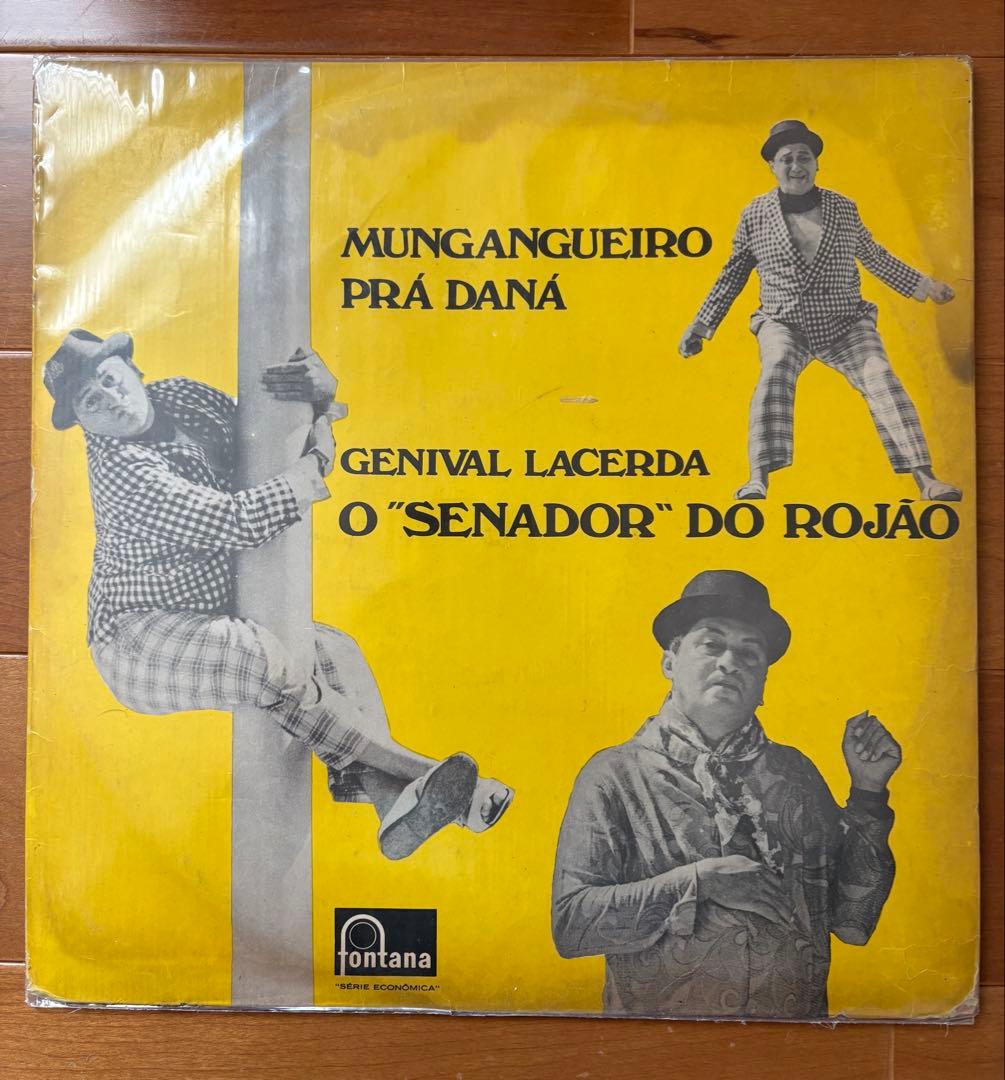 MUNGANGUEIRO
PRÁ DANÁ
GENIVAL LACERDA
O "SENADOR" DO ROJÃO
fontana
"SÉRIE ECONÔMICA"